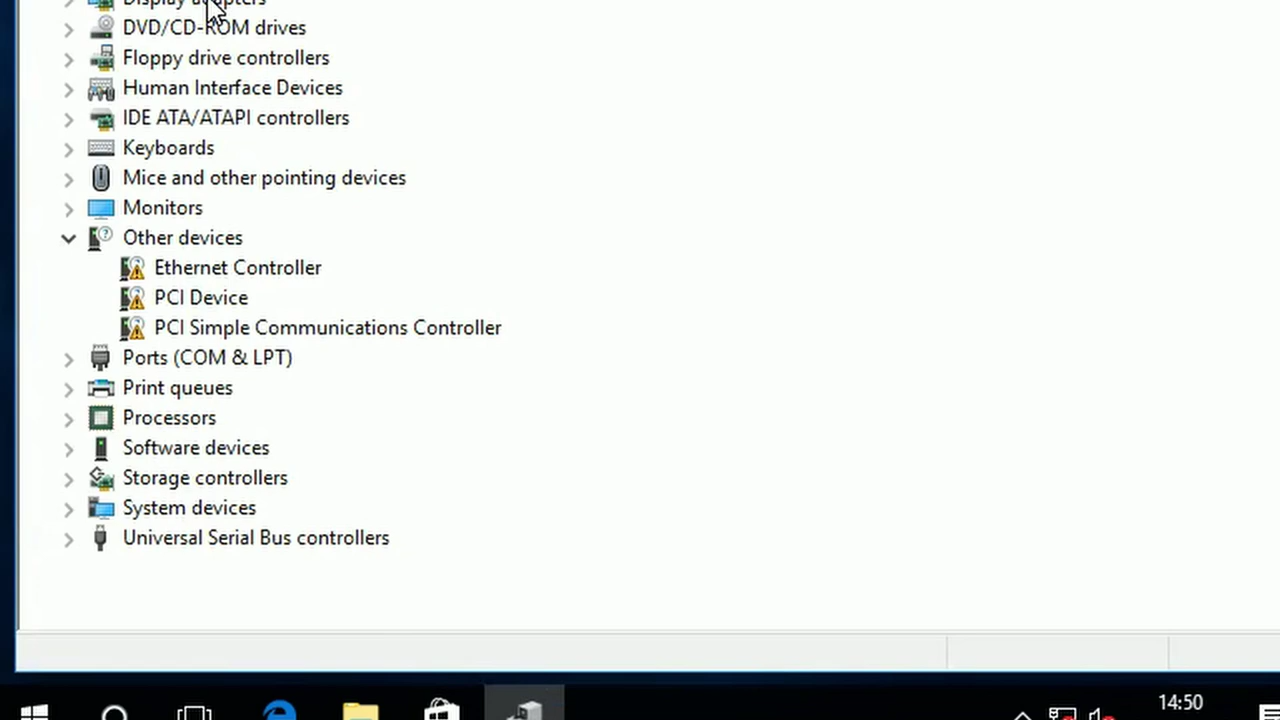 Display adapters
DVD/CD-ROM drives
Floppy drive controllers
Human Interface Devices
IDE ATA/ATAPI controllers
Keyboards
Mice and other pointing devices
Monitors
Other devices
Ethernet Controller
PCI Device
PCI Simple Communications Controller
Ports (COM & LPT)
Print queues
Processors
Software devices
Storage controllers
System devices
Universal Serial Bus controllers
14:50